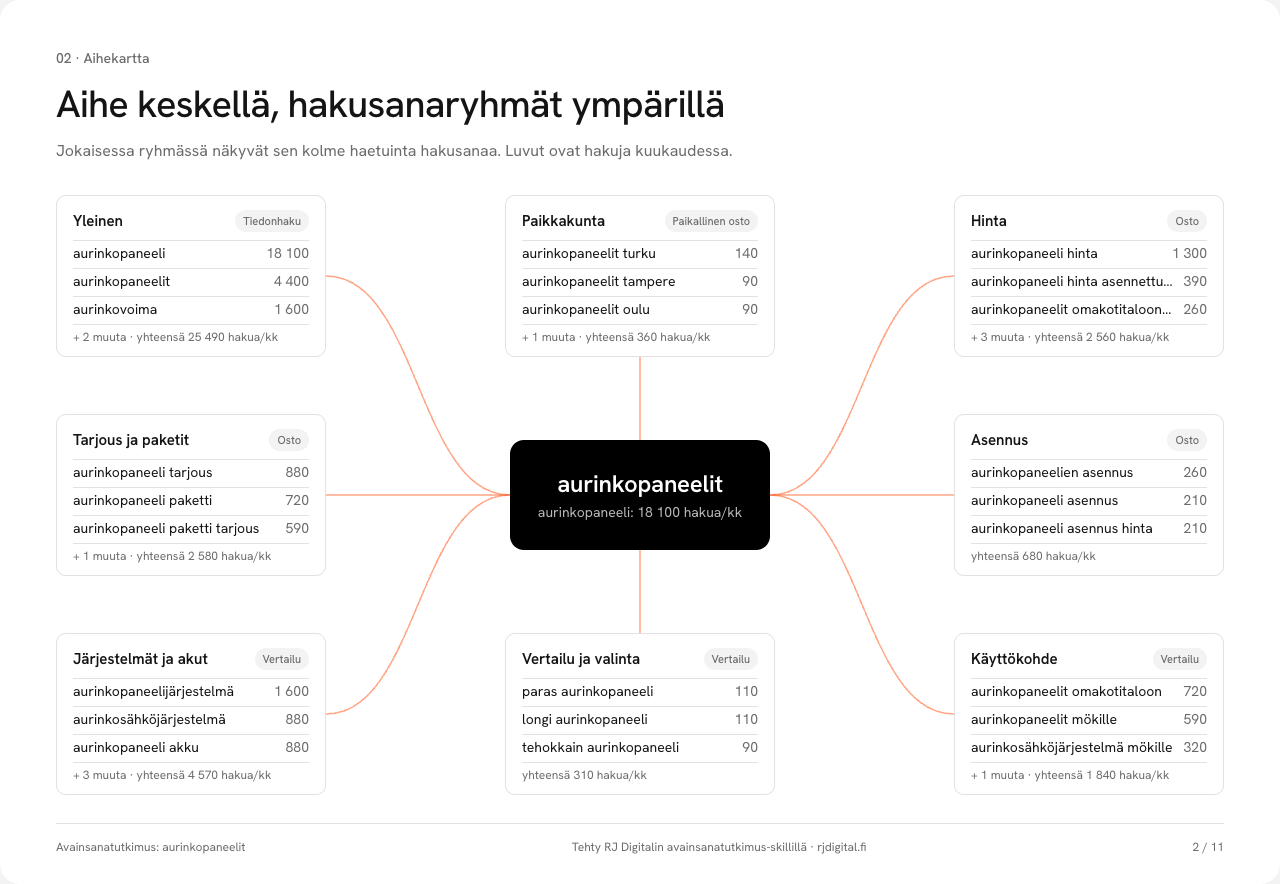 02 · Aihekartta
Aihe keskellä, hakusanaryhmät ympärillä
Jokaisessa ryhmässä näkyvät sen kolme haetuinta hakusanaa. Luvut ovat hakuja kuukaudessa.
Yleinen Tiedonhaku
aurinkopaneeli 18 100
aurinkopaneelit 4 400
aurinkovoima 1 600
+ 2 muuta · yhteensä 25 490 hakua/kk
Paikkakunta Paikallinen osto
aurinkopaneelit turku 140
aurinkopaneelit tampere 90
aurinkopaneelit oulu 90
+ 1 muuta · yhteensä 360 hakua/kk
Hinta Osto
aurinkopaneeli hinta 1 300
aurinkopaneeli hinta asennettu... 390
aurinkopaneelit omakotitaloon... 260
+ 3 muuta · yhteensä 2 560 hakua/kk
Tarjous ja paketit Osto
aurinkopaneeli tarjous 880
aurinkopaneeli paketti 720
aurinkopaneeli paketti tarjous 590
+ 1 muuta · yhteensä 2 580 hakua/kk
aurinkopaneelit
aurinkopaneeli: 18 100 hakua/kk
Asennus Osto
aurinkopaneelien asennus 260
aurinkopaneeli asennus 210
aurinkopaneeli asennus hinta 210
yhteensä 680 hakua/kk
Järjestelmät ja akut Vertailu
aurinkopaneelijärjestelmä 1 600
aurinkosähköjärjestelmä 880
aurinkopaneeli akku 880
+ 3 muuta · yhteensä 4 570 hakua/kk
Vertailu ja valinta Vertailu
paras aurinkopaneeli 110
longi aurinkopaneeli 110
tehokkain aurinkopaneeli 90
yhteensä 310 hakua/kk
Käyttökohde Vertailu
aurinkopaneelit omakotitaloon 720
aurinkopaneelit mökille 590
aurinkosähköjärjestelmä mökille 320
+ 1 muuta · yhteensä 1 840 hakua/kk
Avainsanatutkimus: aurinkopaneelit
Tehty RJ Digitalin avainsanatutkimus-skillillä · rjdigital.fi
2 / 11